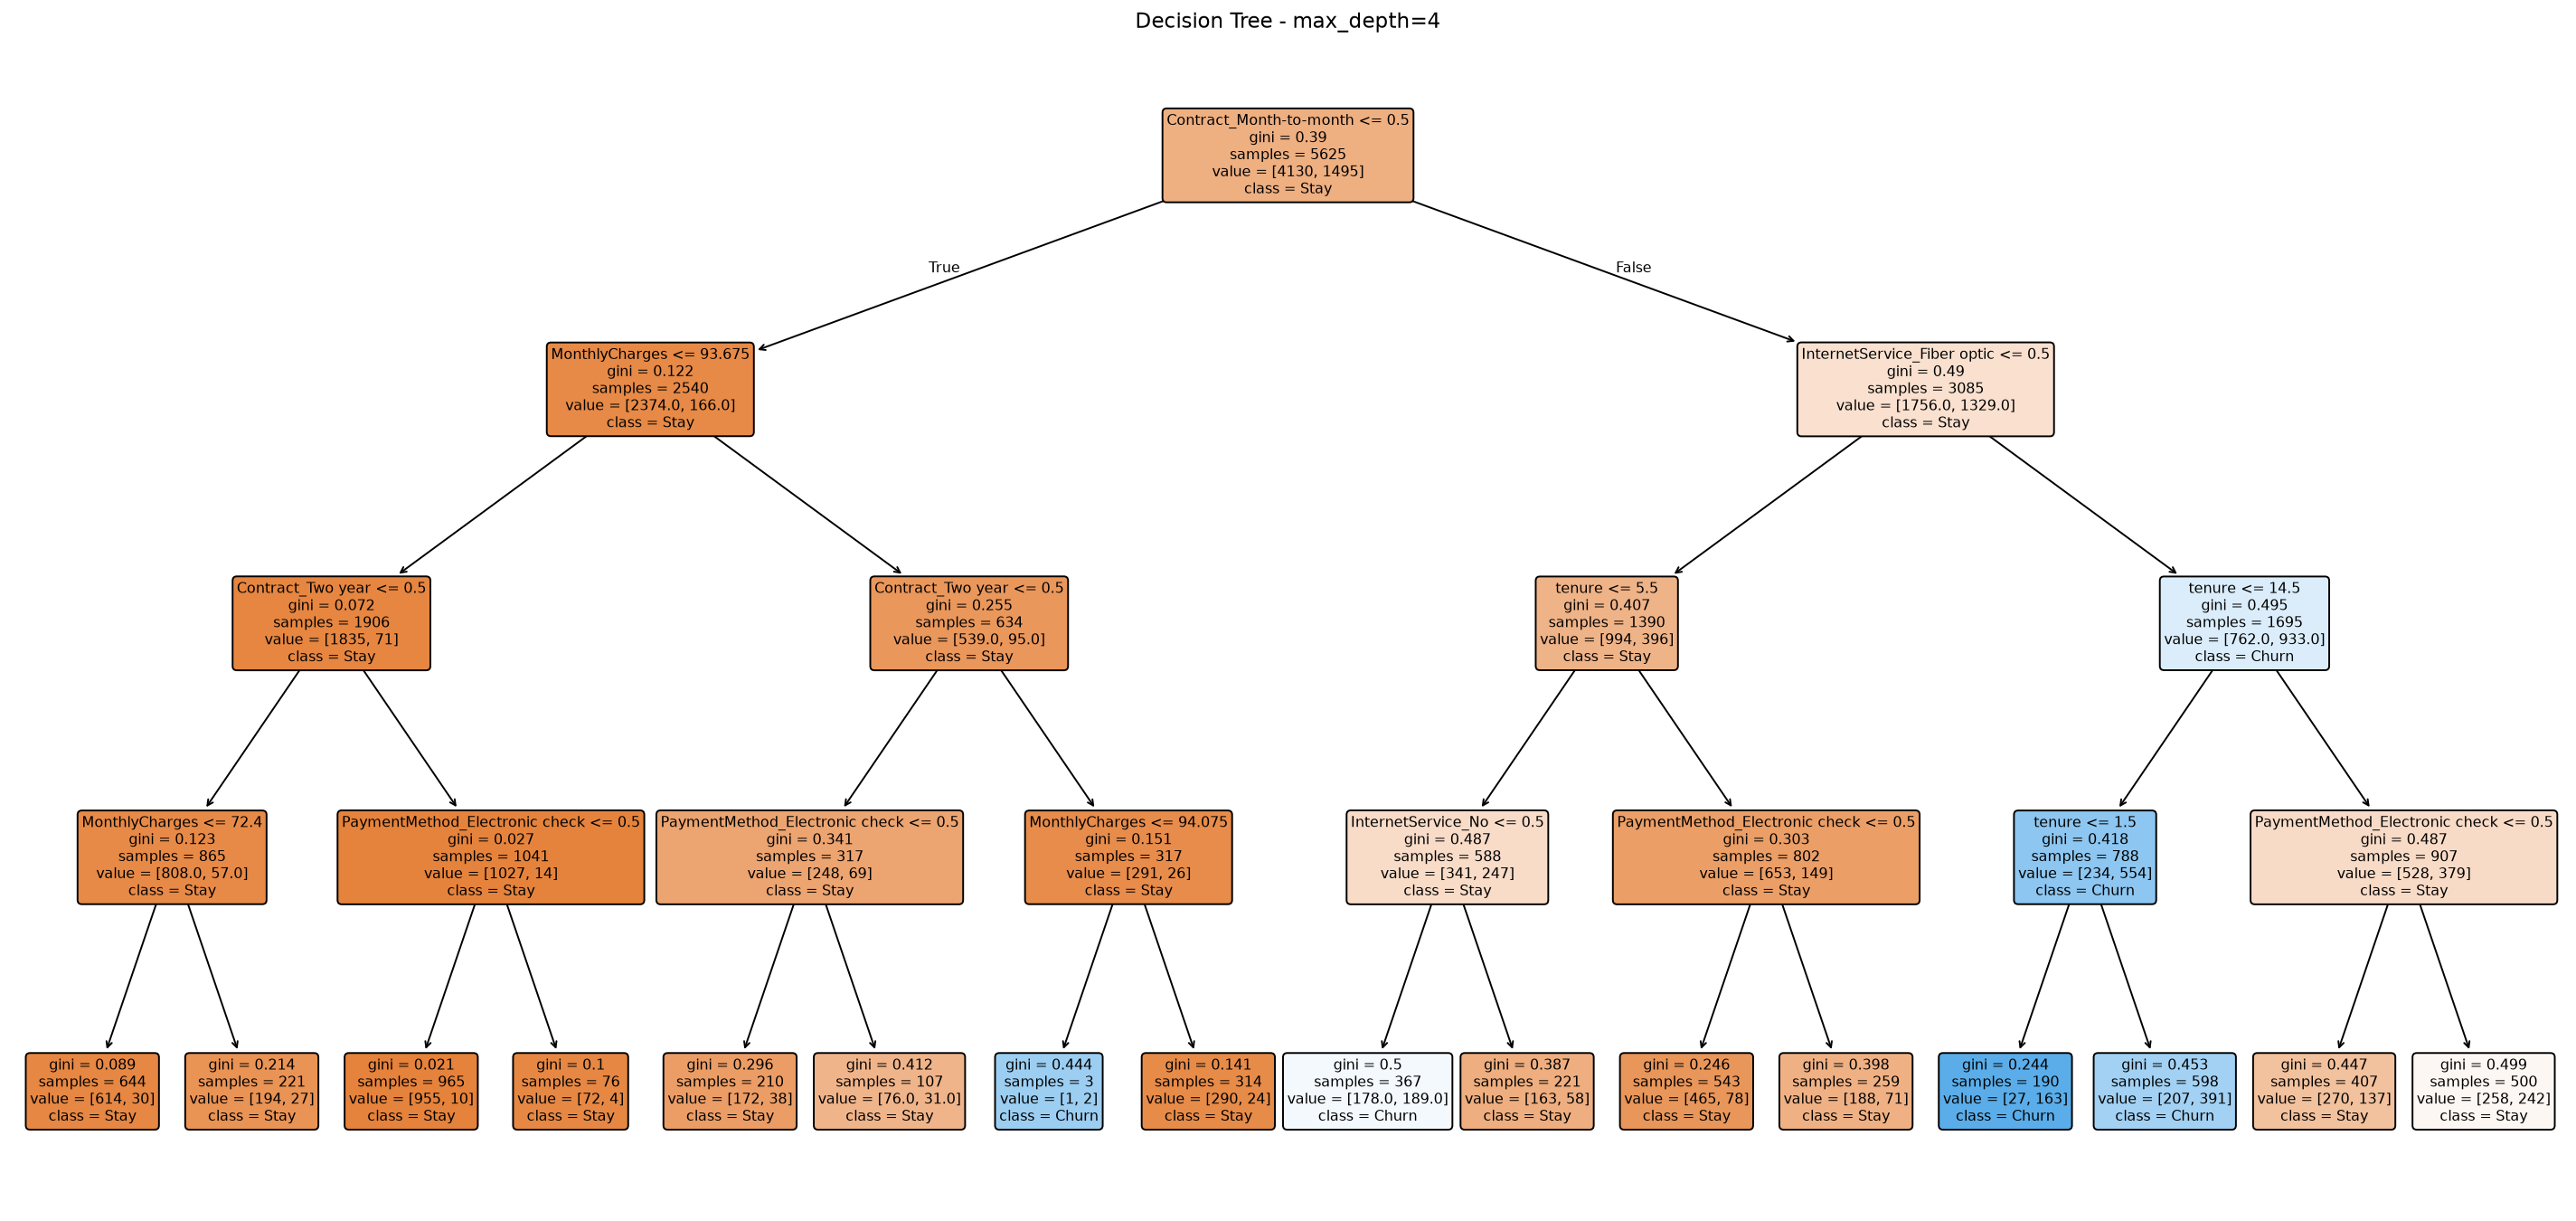 Decision Tree - max_depth=4
Contract_Month-to-month <= 0.5
gini = 0.39
samples = 5625
value = [4130, 1495]
class = Stay
True
False
MonthlyCharges <= 93.675
gini = 0.122
samples = 2540
value = [2374.0, 166.0]
class = Stay
InternetService_Fiber optic <= 0.5
gini = 0.49
samples = 3085
value = [1756.0, 1329.0]
class = Stay
Contract_Two year <= 0.5
gini = 0.072
samples = 1906
value = [1835, 71]
class = Stay
Contract_Two year <= 0.5
gini = 0.255
samples = 634
value = [539.0, 95.0]
class = Stay
tenure <= 5.5
gini = 0.407
samples = 1390
value = [994, 396]
class = Stay
tenure <= 14.5
gini = 0.495
samples = 1695
value = [762.0, 933.0]
class = Churn
MonthlyCharges <= 72.4
gini = 0.123
samples = 865
value = [808.0, 57.0]
class = Stay
PaymentMethod_Electronic check <= 0.5
gini = 0.027
samples = 1041
value = [1027, 14]
class = Stay
PaymentMethod_Electronic check <= 0.5
gini = 0.341
samples = 317
value = [248, 69]
class = Stay
MonthlyCharges <= 94.075
gini = 0.151
samples = 317
value = [291, 26]
class = Stay
InternetService_No <= 0.5
gini = 0.487
samples = 588
value = [341, 247]
class = Stay
PaymentMethod_Electronic check <= 0.5
gini = 0.303
samples = 802
value = [653, 149]
class = Stay
tenure <= 1.5
gini = 0.418
samples = 788
value = [234, 554]
class = Churn
PaymentMethod_Electronic check <= 0.5
gini = 0.487
samples = 907
value = [528, 379]
class = Stay
gini = 0.089
samples = 644
value = [614, 30]
class = Stay
gini = 0.214
samples = 221
value = [194, 27]
class = Stay
gini = 0.021
samples = 965
value = [955, 10]
class = Stay
gini = 0.1
samples = 76
value = [72, 4]
class = Stay
gini = 0.296
samples = 210
value = [172, 38]
class = Stay
gini = 0.412
samples = 107
value = [76.0, 31.0]
class = Stay
gini = 0.444
samples = 3
value = [1, 2]
class = Churn
gini = 0.141
samples = 314
value = [290, 24]
class = Stay
gini = 0.5
samples = 367
value = [178.0, 189.0]
class = Churn
gini = 0.387
samples = 221
value = [163, 58]
class = Stay
gini = 0.246
samples = 543
value = [465, 78]
class = Stay
gini = 0.398
samples = 259
value = [188, 71]
class = Stay
gini = 0.244
samples = 190
value = [27, 163]
class = Churn
gini = 0.453
samples = 598
value = [207, 391]
class = Churn
gini = 0.447
samples = 407
value = [270, 137]
class = Stay
gini = 0.499
samples = 500
value = [258, 242]
class = Stay